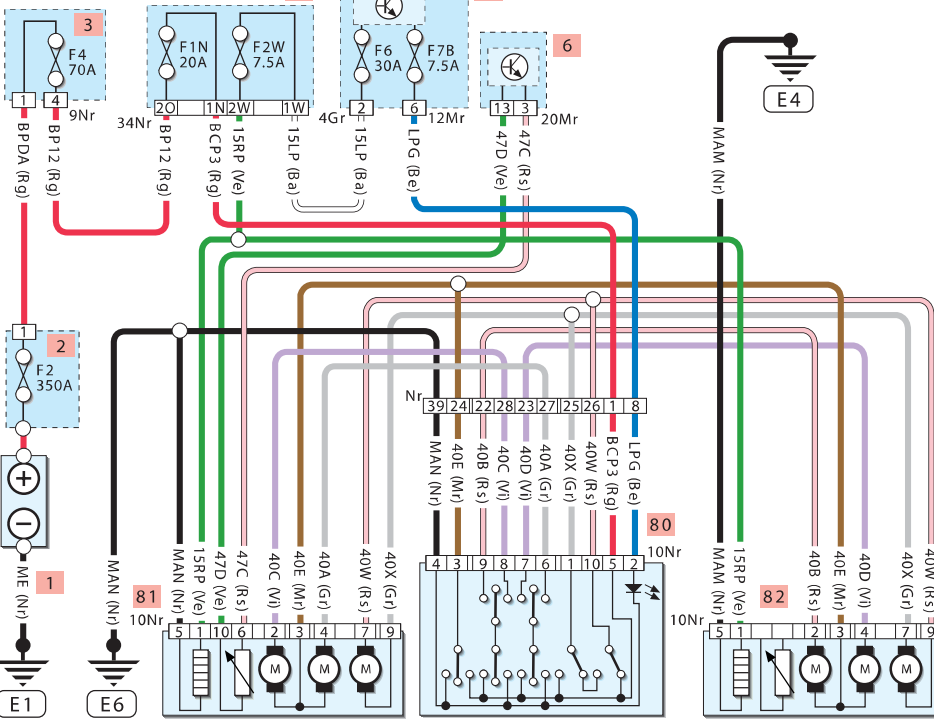 3
F4
70A
1 4
9Nr
F1N
20A
F2W
7.5A
2O 1N 2W 1W
34Nr
F6
30A
F7B
7.5A
2 6
4Gr
12Mr
6
13 3
20Mr
E4
BPDA (Rg)
BP12 (Rg)
BP12 (Rg)
BCP3 (Rg)
15RP (Ve)
15LP (Ba)
15LP (Ba)
LPG (Be)
47D (Ve)
47C (Rs)
MAM (Nr)
1
2
F2
350A
+
−
ME (Nr)
1
E1
Nr
39 24 22 28 23 27 25 26 1 8
MAN (Nr)
40E (Mr)
40B (Rs)
40C (Vi)
40D (Vi)
40A (Gr)
40X (Gr)
40W (Rs)
BCP3 (Rg)
LPG (Be)
80
10Nr
4 3 9 8 7 6 1 10 5 2
MAN (Nr)
E6
81
10Nr
MAN (Nr)
15RP (Ve)
47D (Ve)
47C (Rs)
40C (Vi)
40E (Mr)
40A (Gr)
40W (Rs)
40X (Gr)
5 1 10 6 2 3 4 7 9
M M M
82
10Nr
MAM (Nr)
15RP (Ve)
40B (Rs)
40E (Mr)
40D (Vi)
40X (Gr)
40W (Rs)
5 1 2 3 4 7 9
M M M